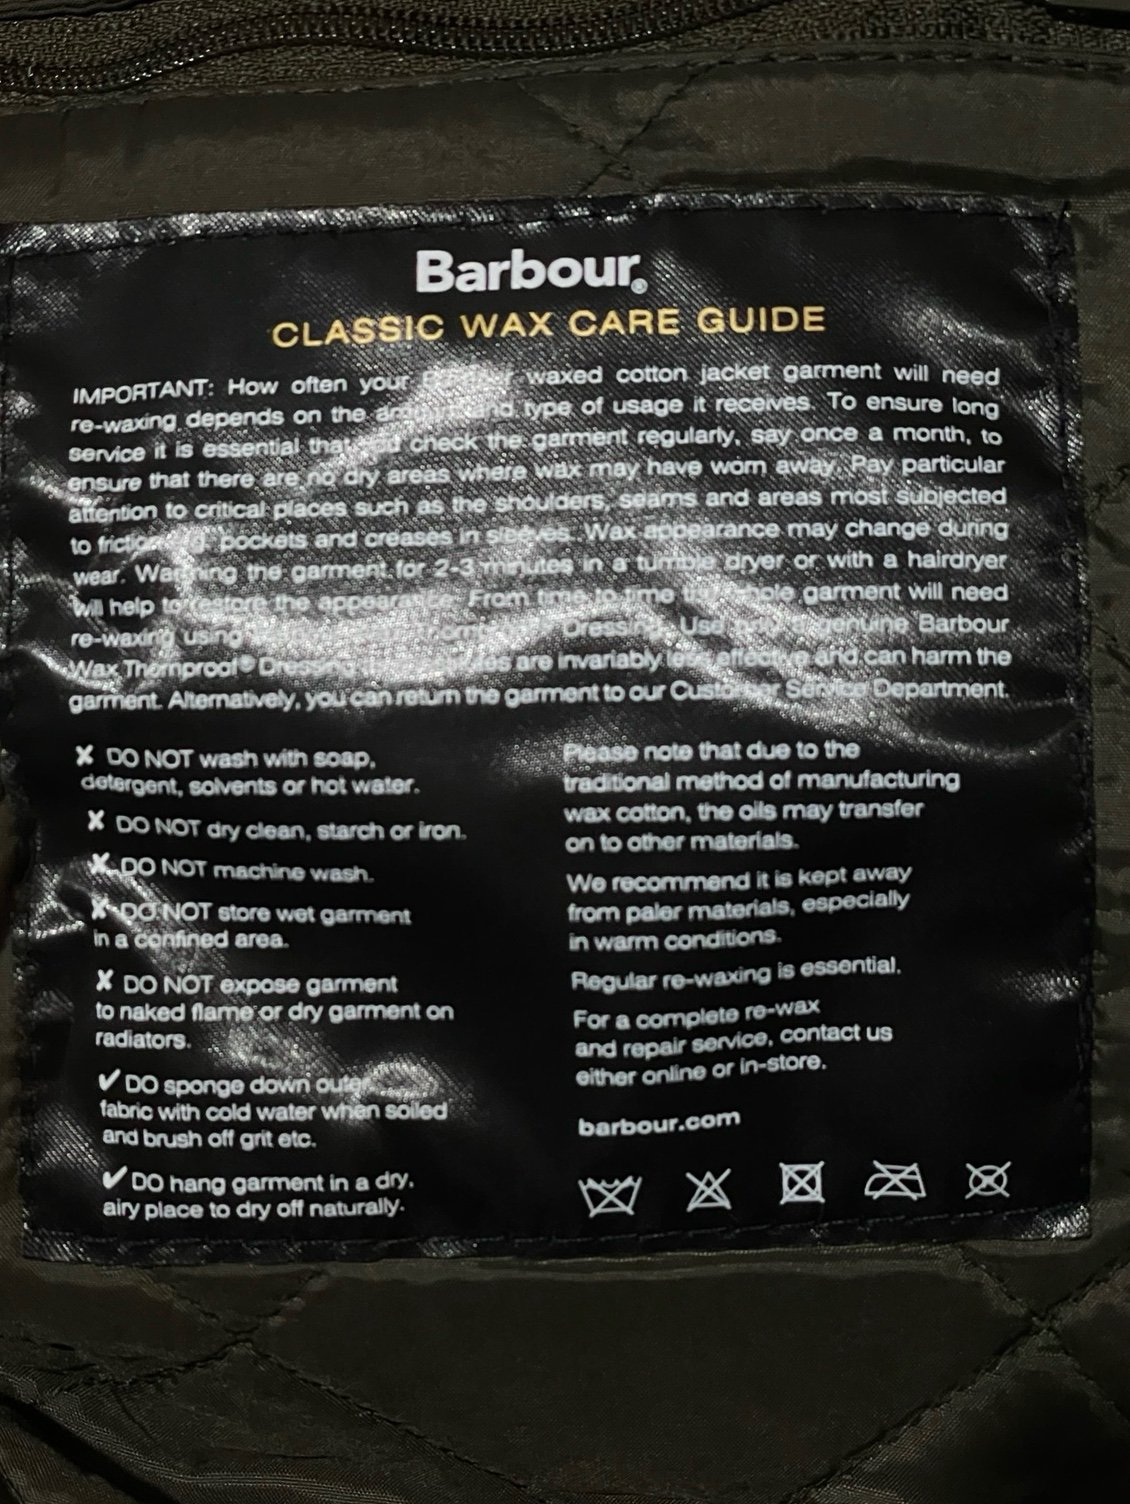 Barbour®
CLASSIC WAX CARE GUIDE
IMPORTANT: How often your waxed cotton jacket garment will need
re-waxing depends on the amount and type of usage it receives. To ensure long
service it is essential that you check the garment regularly, say once a month, to
ensure that there are no dry areas where wax may have worn away. Pay particular
attention to critical places such as the shoulders, seams and areas most subjected
to friction pockets and creases in sleeves. Wax appearance may change during
wear. Warming the garment for 2-3 minutes in a tumble dryer or with a hairdryer
will help to restore the appearance. From time to time the whole garment will need
re-waxing using Dressing. Use only genuine Barbour
Wax Thornproof® Dressing are invariably less effective and can harm the
garment. Alternatively, you can return the garment to our Customer Service Department.
✘ DO NOT wash with soap,
detergent, solvents or hot water.
✘ DO NOT dry clean, starch or iron.
✘ DO NOT machine wash.
✘ DO NOT store wet garment
in a confined area.
✘ DO NOT expose garment
to naked flame or dry garment on
radiators.
✔ DO sponge down outer
fabric with cold water when soiled
and brush off grit etc.
✔ DO hang garment in a dry,
airy place to dry off naturally.
Please note that due to the
traditional method of manufacturing
wax cotton, the oils may transfer
on to other materials.
We recommend it is kept away
from paler materials, especially
in warm conditions.
Regular re-waxing is essential.
For a complete re-wax
and repair service, contact us
either online or in-store.
barbour.com